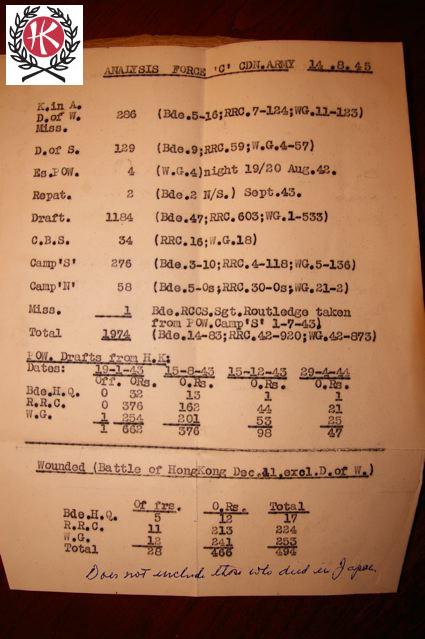 HK
ANALYSIS FORCE 'C' CDN.ARMY 14.8.45
K.in A.
D.of W. 286 (Bde.5-16;RRC.7-124;WG.11-123)
Miss.
D.of S. 129 (Bde.9;RRC.59;W.G.4-57)
Es.POW. 4 (W.G.4)night 19/20 Aug.42.
Repat. 2 (Bde.2 N/S.) Sept.43.
Draft. 1184 (Bde.47;RRC.603;WG.1-533)
C.B.S. 34 (RRC.16;W.G.18)
Camp'S' 276 (Bde.3-10;RRC.4-118;WG.5-136)
Camp'N' 58 (Bde.5-0s;RRC.30-0s;WG.21-2)
Miss. 1 Bde.RCCS.Sgt.Routledge taken
from POW.Camp'S' 1-7-43)
Total 1974 (Bde.14-83;RRC.42-920;WG.42-873)
POW. Drafts from H.K:
Dates: 19-1-43 15-8-43 15-12-43 29-4-44
Off. ORs. O.Rs. O.Rs. O.Rs.
Bde.H.Q. 0 32 13 1 1
R.R.C. 0 376 162 44 21
W.G. 1 254 201 53 25
1 662 376 98 47
Wounded (Battle of HongKong Dec.41,excl.D.of W.)
Of frs. O.Rs. Total
Bde.H.Q. 5 12 17
R.R.C. 11 213 224
W.G. 12 241 253
Total 28 466 494
Does not include those who died in Japan.